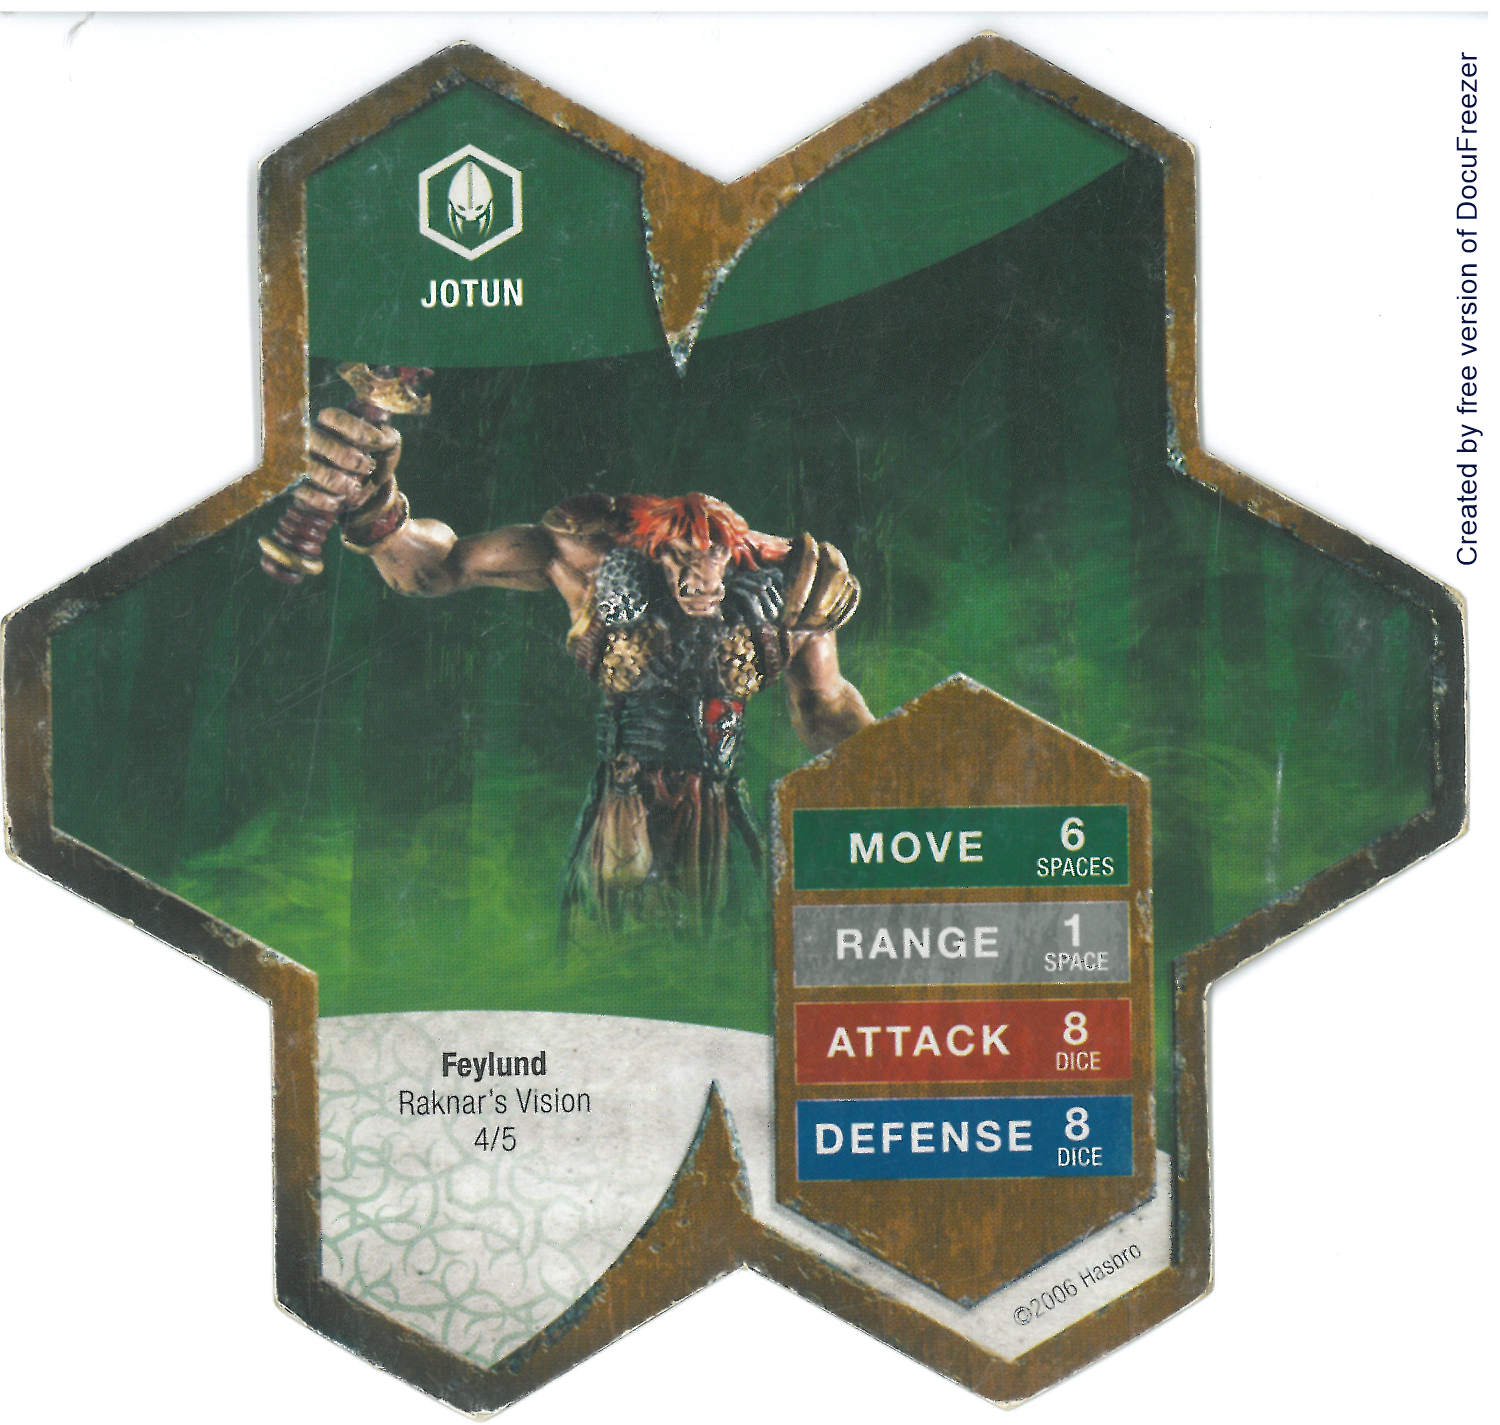 JOTUN
MOVE 6
SPACES
RANGE 1
SPACE
ATTACK 8
DICE
DEFENSE 8
DICE
Feylund
Raknar's Vision
4/5
©2006 Hasbro
Created by free version of DocuFreezer